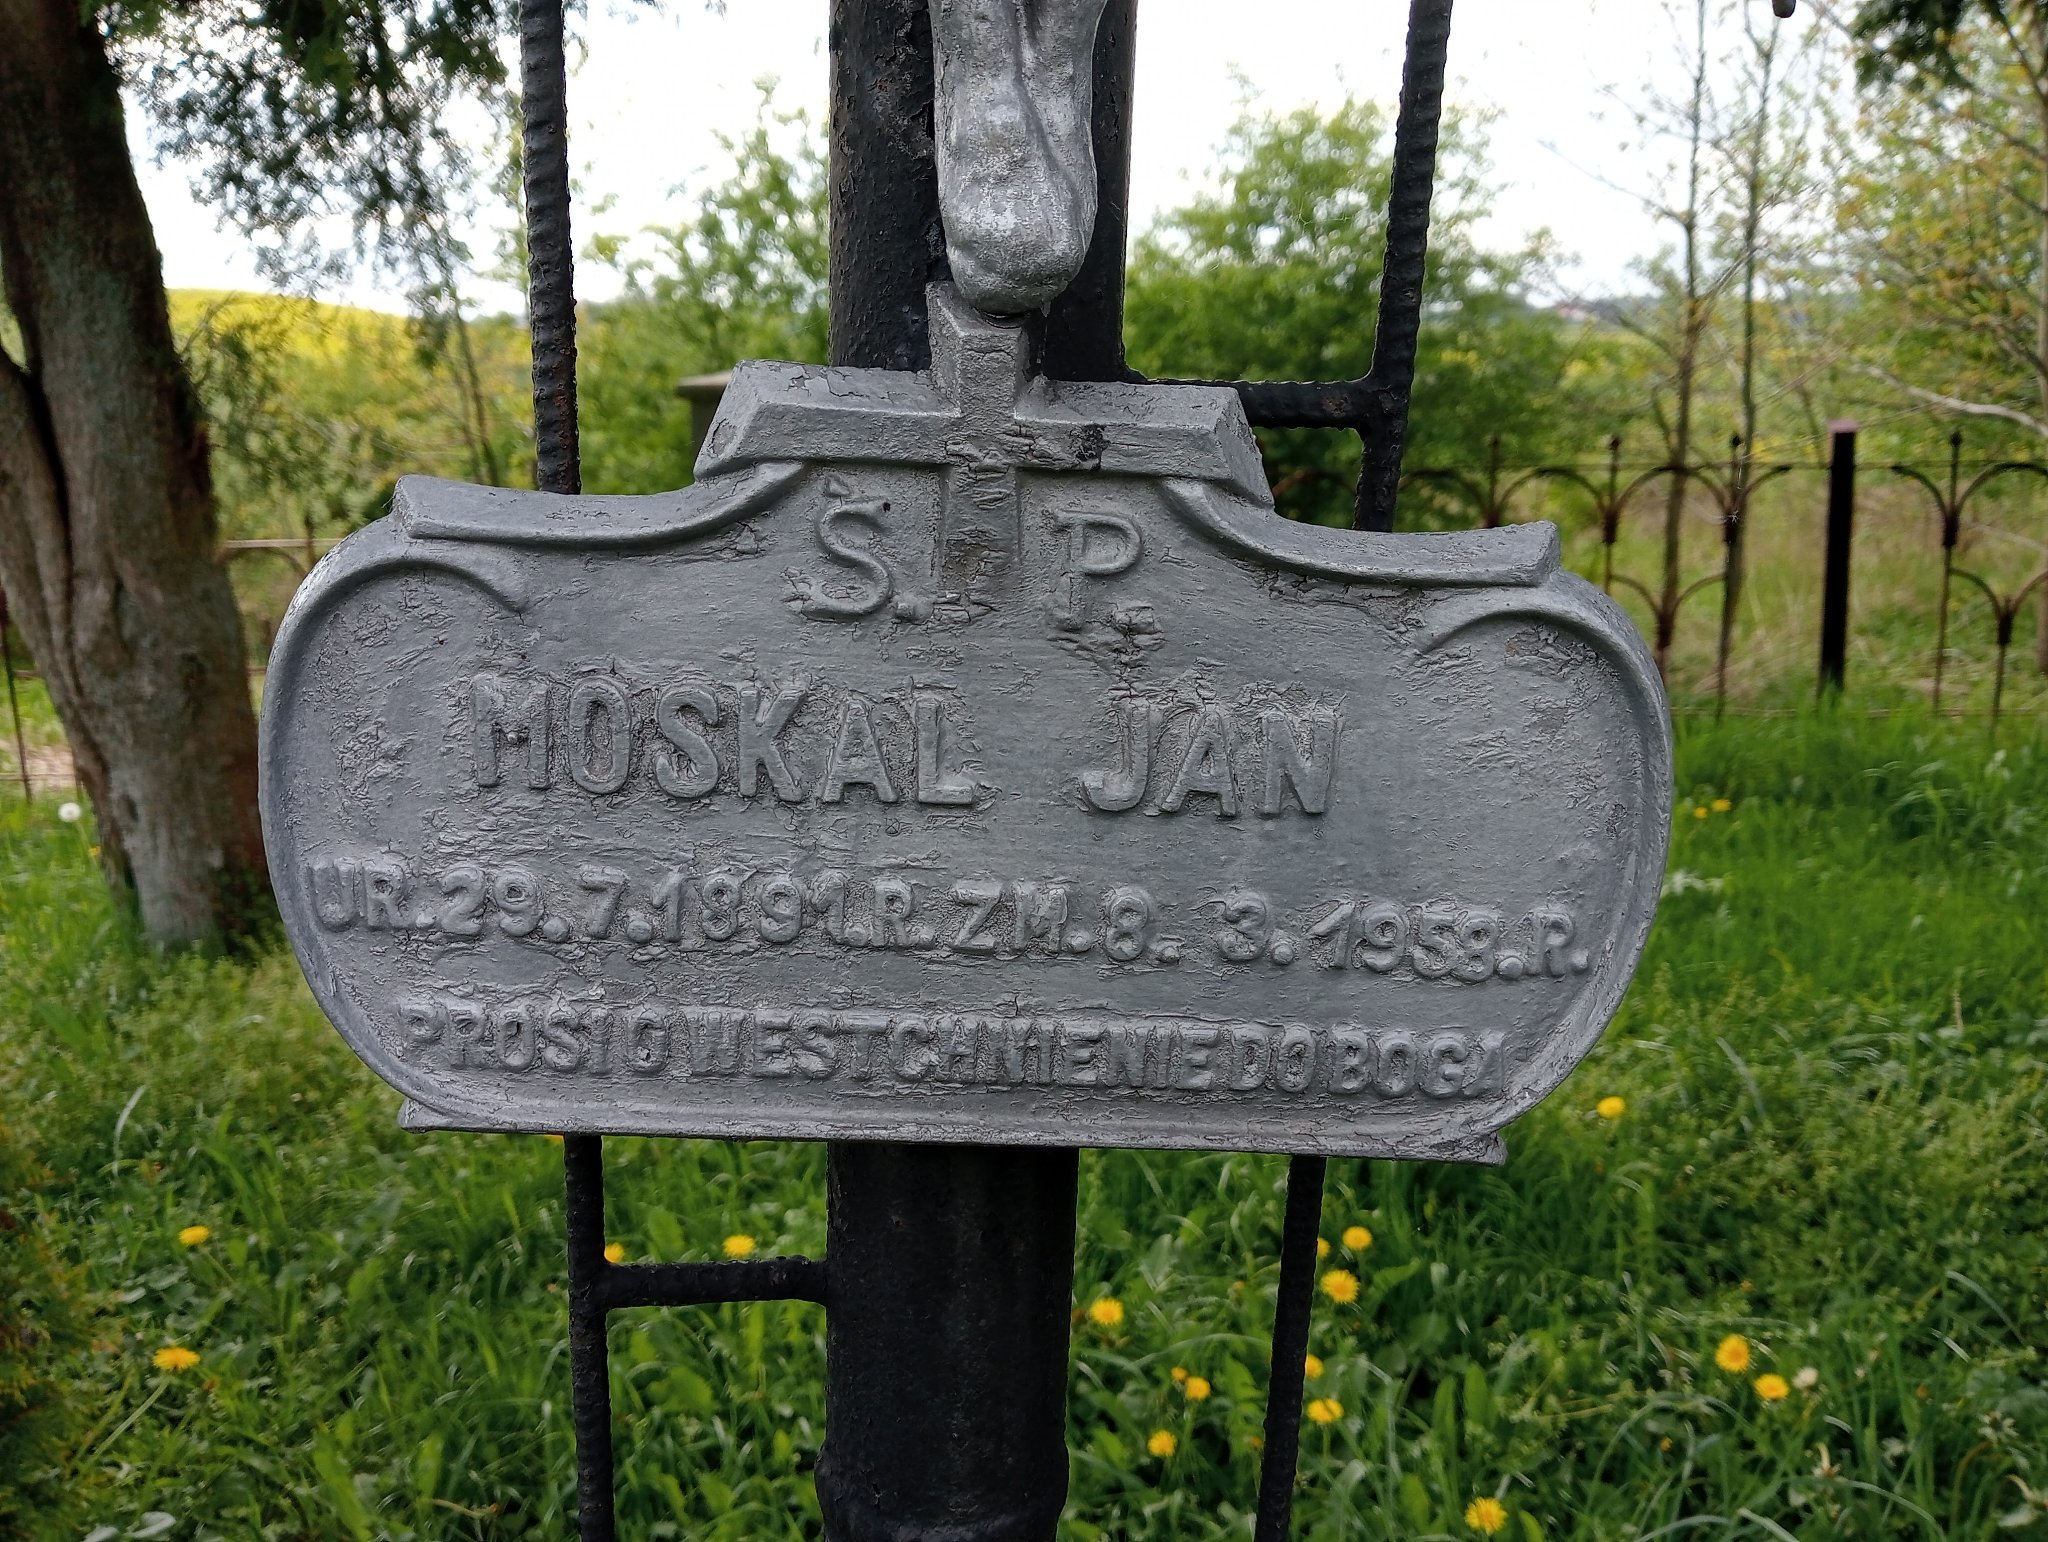 Ś. P.
MOSKAL JAN
UR. 29. 7. 1891. R. ZM. 8. 3. 1958. R.
PROSI O WESTCHNIENIE DO BOGA